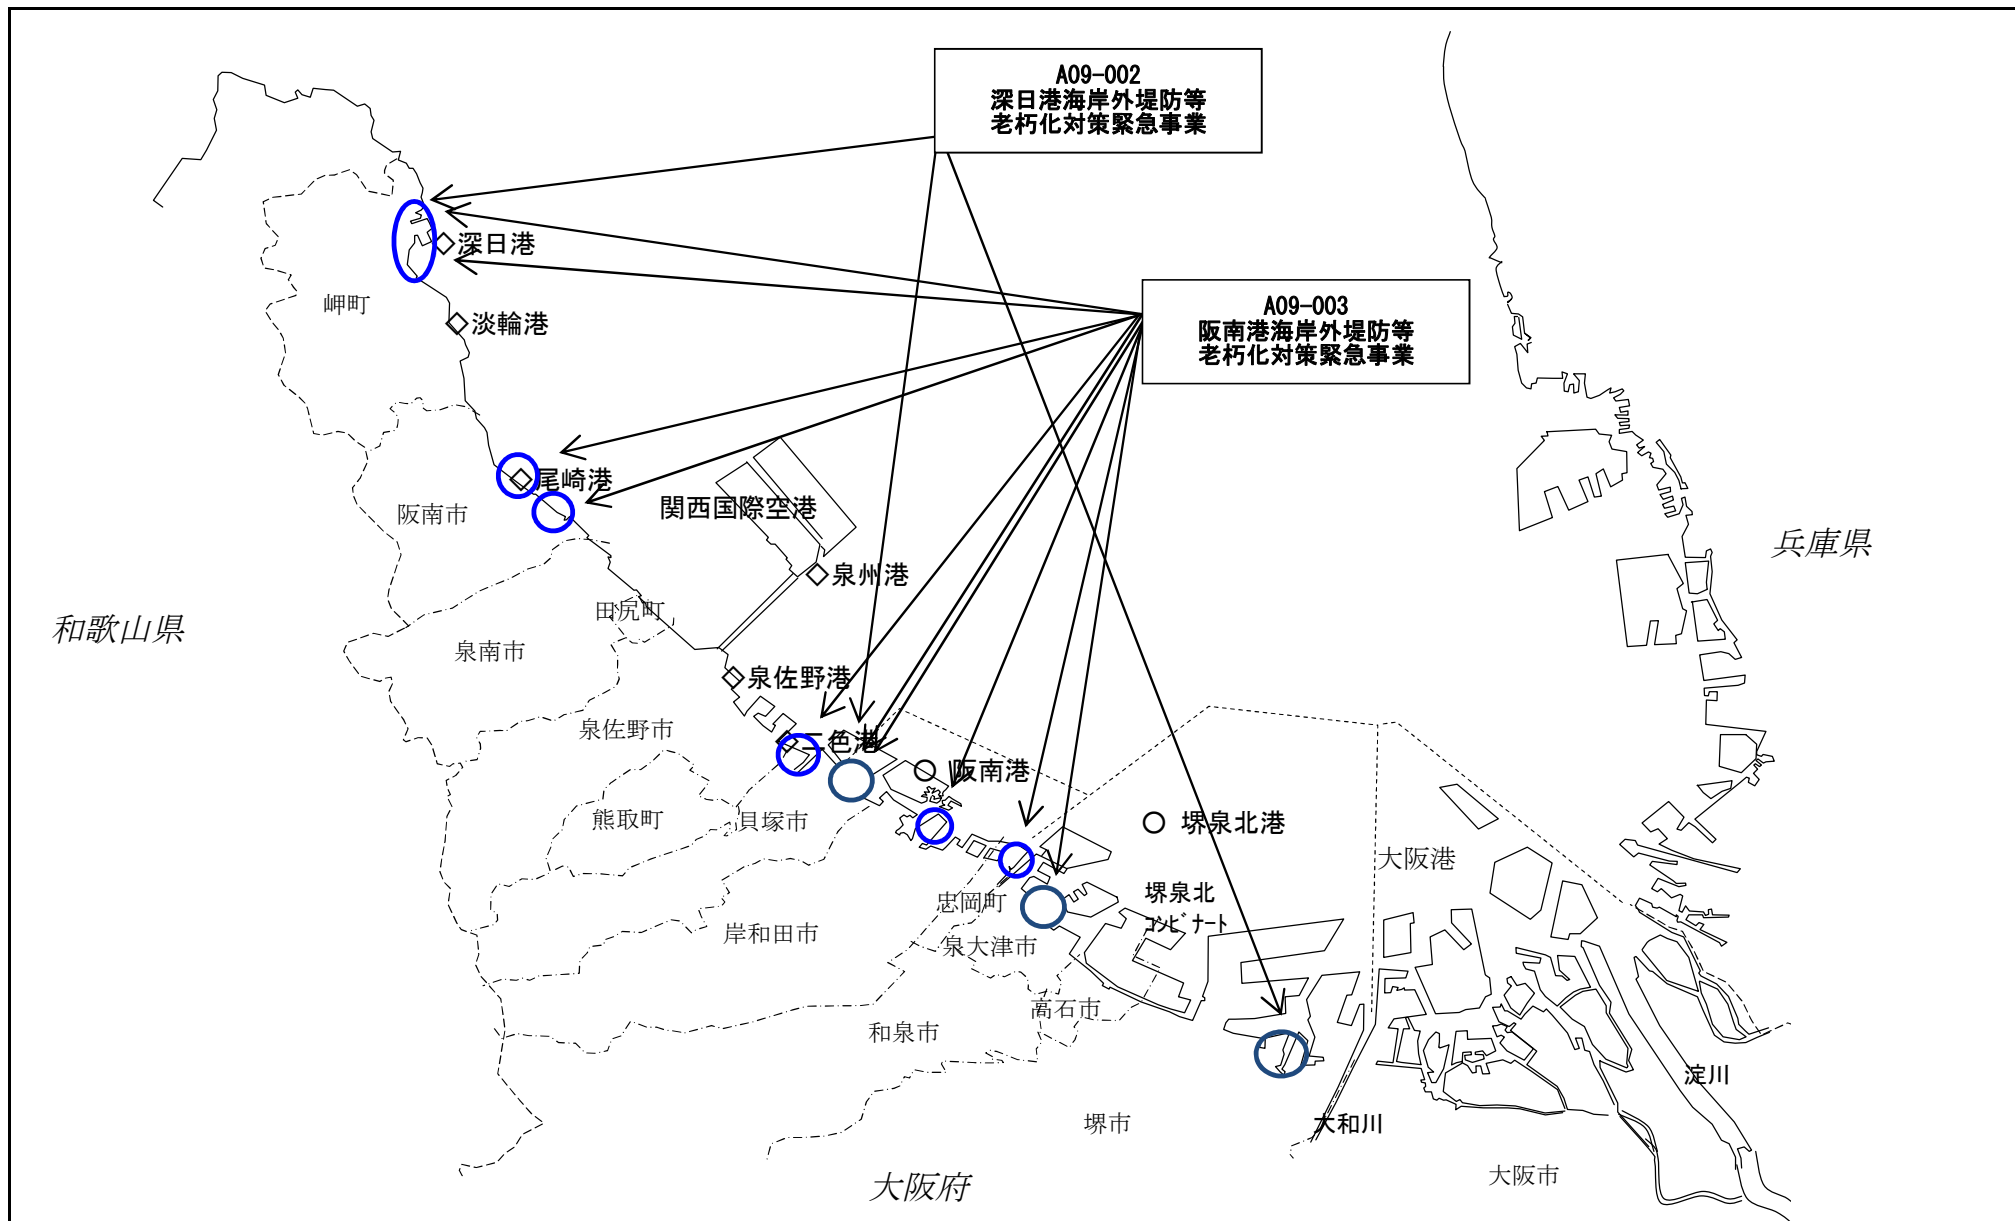 A09-002
深日港海岸外堤防等
老朽化対策緊急事業
深日港
A09-003
阪南港海岸外堤防等
老朽化対策緊急事業
岬町
淡輪港
尾崎港
関西国際空港
阪南市
兵庫県
泉州港
田尻町
和歌山県
泉南市
泉佐野港
泉佐野市
二色港
阪南港
熊取町
貝塚市
堺泉北港
大阪港
堺泉北
コンビナート
忠岡町
岸和田市
泉大津市
高石市
和泉市
淀川
堺市
大和川
大阪市
大阪府